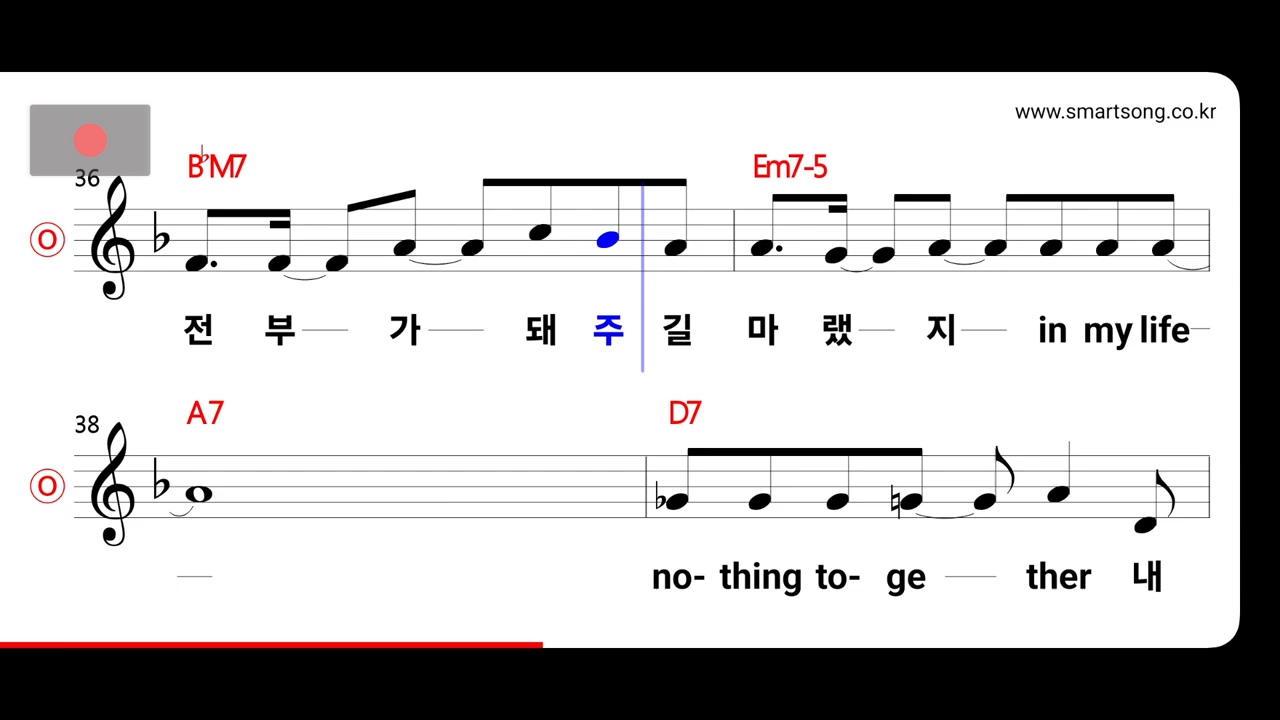 www.smartsong.co.kr
B♭M7 Em7-5
36
O
전 부 가 돼 주 길 마 랬 지 in my life
A7 D7
38
O
no- thing to- ge ther 내